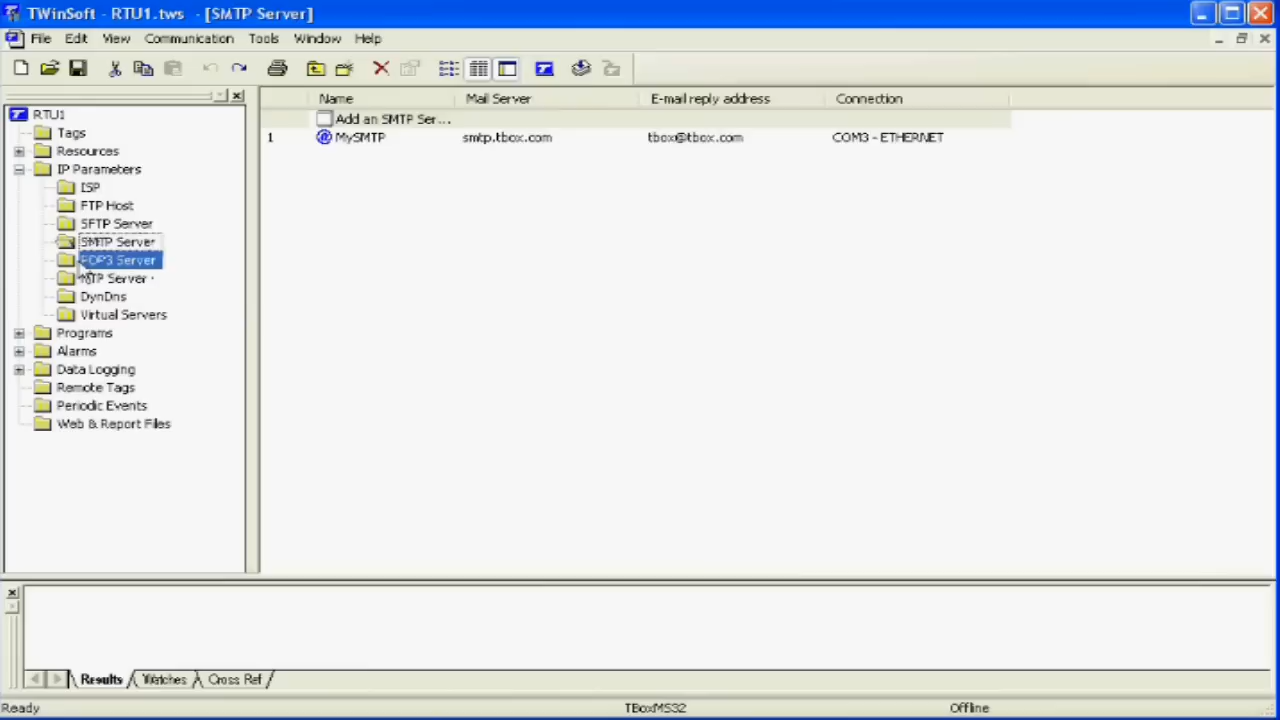 TWinSoft - RTU1.tws - [SMTP Server]
File Edit View Communication Tools Window Help
RTU1
Tags
Resources
IP Parameters
ISP
FTP Host
SFTP Server
SMTP Server
POP3 Server
NTP Server
DynDns
Virtual Servers
Programs
Alarms
Data Logging
Remote Tags
Periodic Events
Web & Report Files
Name Mail Server E-mail reply address Connection
Add an SMTP Ser...
1 MySMTP smtp.tbox.com tbox@tbox.com COM3 - ETHERNET
Results Watches Cross Ref
Ready TBoxMS32 Offline